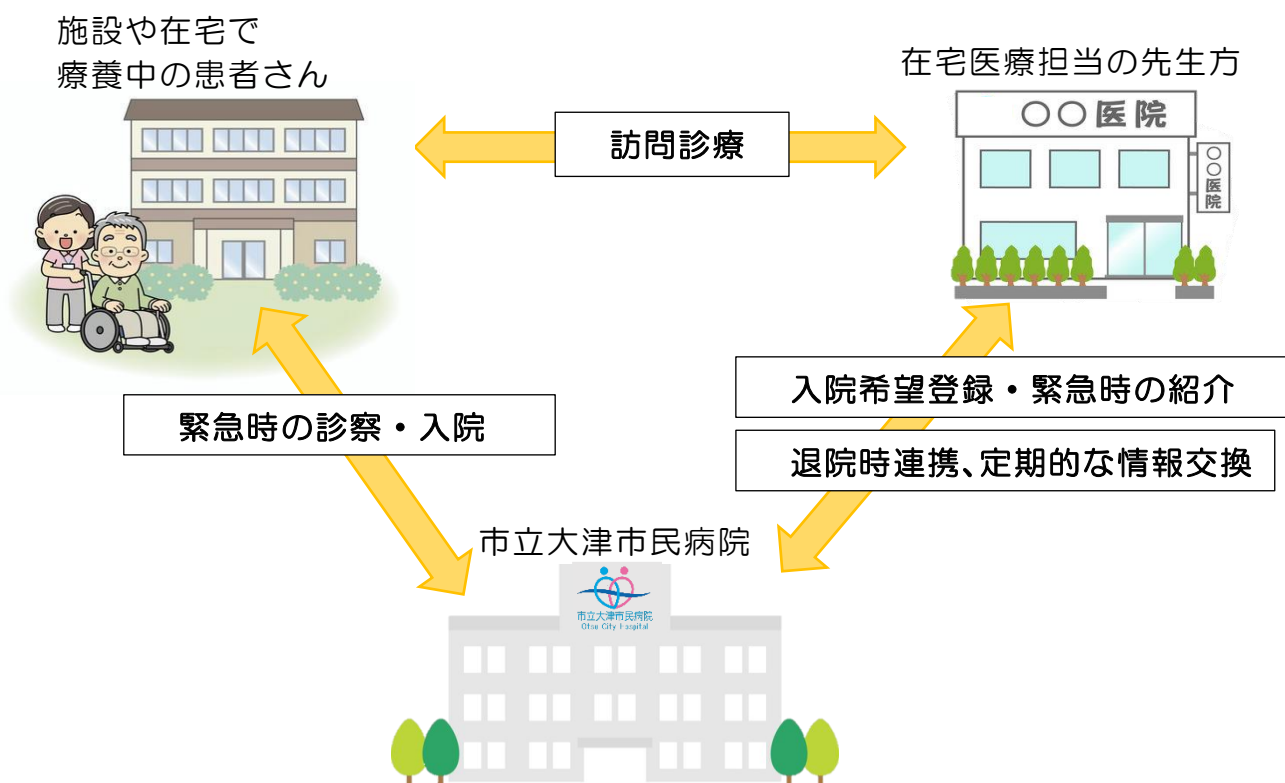 施設や在宅で
療養中の患者さん
在宅医療担当の先生方
〇〇医院
〇〇医院
訪問診療
緊急時の診察・入院
入院希望登録・緊急時の紹介
退院時連携、定期的な情報交換
市立大津市民病院
市立大津市民病院
Otsu City Hospital